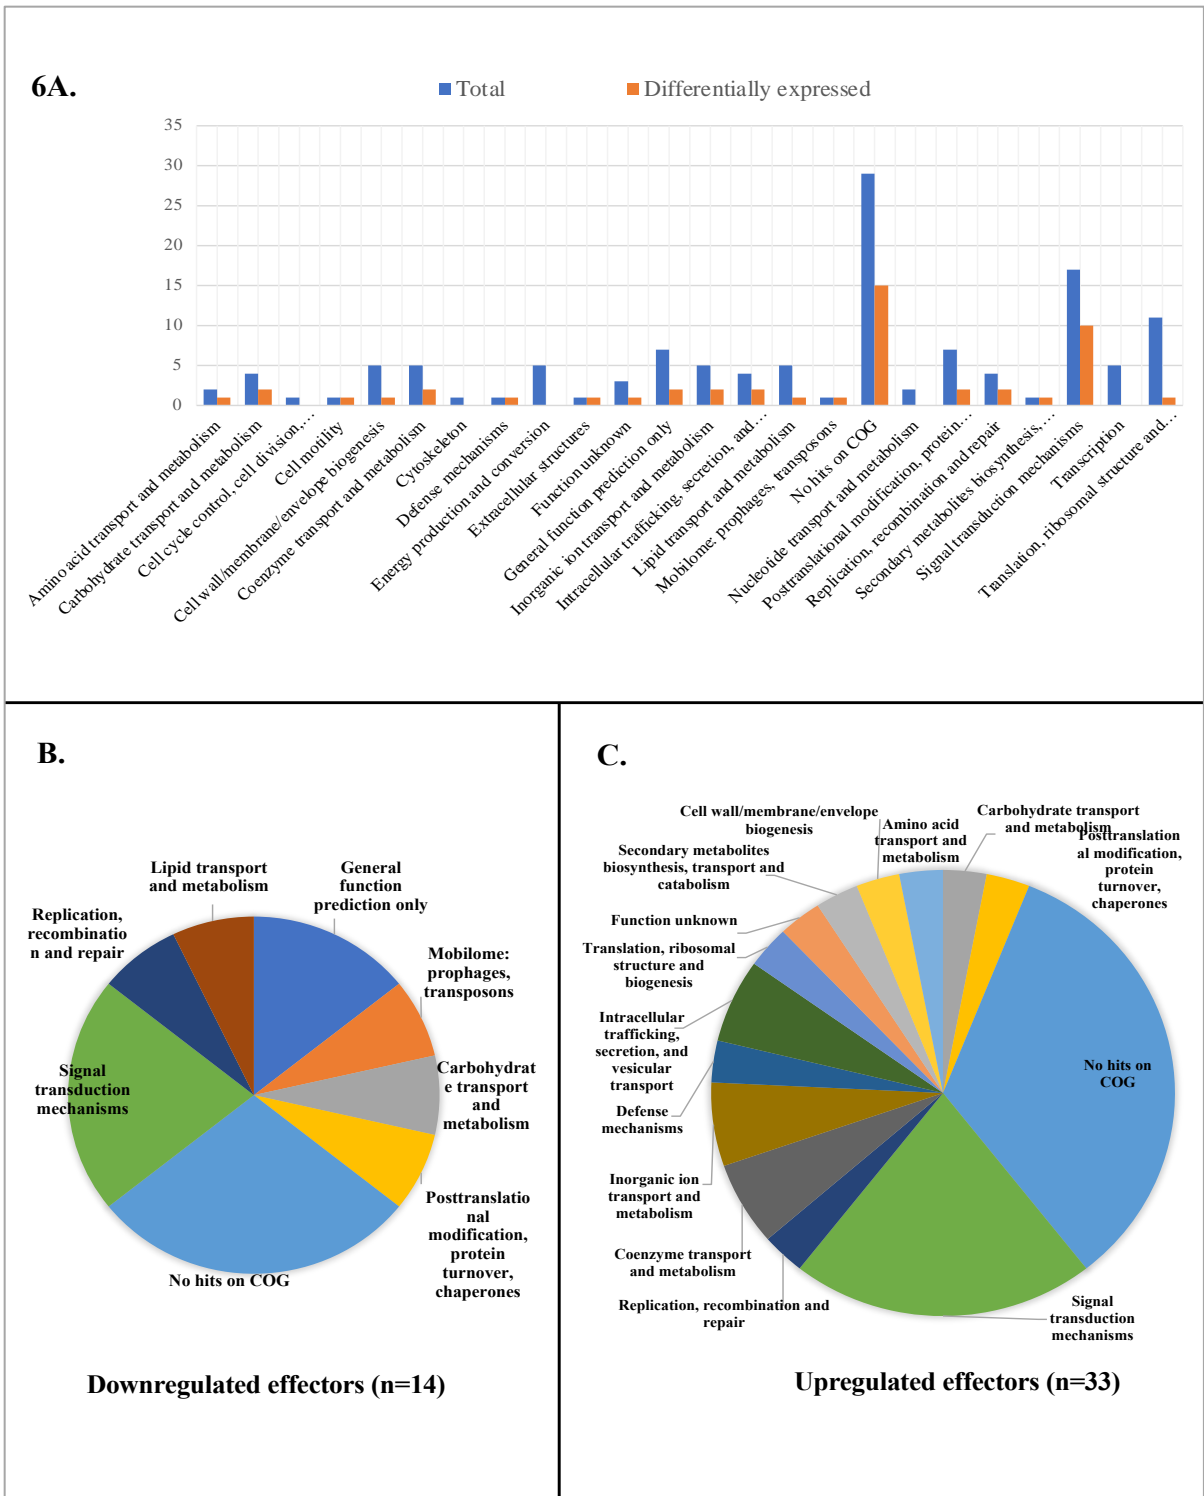 6A.
Total
Differentially expressed
35
30
25
20
15
10
5
0
Amino acid transport and metabolism
Carbohydrate transport and metabolism
Cell cycle control, cell division,…
Cell motility
Cell wall/membrane/envelope biogenesis
Coenzyme transport and metabolism
Cytoskeleton
Defense mechanisms
Energy production and conversion
Extracellular structures
Function unknown
General function prediction only
Inorganic ion transport and metabolism
Intracellular trafficking, secretion, and…
Lipid transport and metabolism
Mobilome: prophages, transposons
No hits on COG
Nucleotide transport and metabolism
Posttranslational modification, protein…
Replication, recombination and repair
Secondary metabolites biosynthesis,…
Signal transduction mechanisms
Transcription
Translation, ribosomal structure and…
B.
Lipid transport
and metabolism
General
function
prediction only
Replication,
recombinatio
n and repair
Mobilome:
prophages,
transposons
Signal
transduction
mechanisms
Carbohydrat
e transport
and
metabolism
Posttranslatio
nal
modification,
protein
turnover,
chaperones
No hits on COG
Downregulated effectors (n=14)
C.
Cell wall/membrane/envelope
biogenesis
Amino acid
transport and
metabolism
Carbohydrate transport
and metabolism
Posttranslation
al modification,
protein
turnover,
chaperones
Secondary metabolites
biosynthesis, transport and
catabolism
Function unknown
Translation, ribosomal
structure and
biogenesis
Intracellular
trafficking,
secretion, and
vesicular
transport
No hits on
COG
Defense
mechanisms
Inorganic ion
transport and
metabolism
Coenzyme transport
and metabolism
Replication, recombination and
repair
Signal
transduction
mechanisms
Upregulated effectors (n=33)